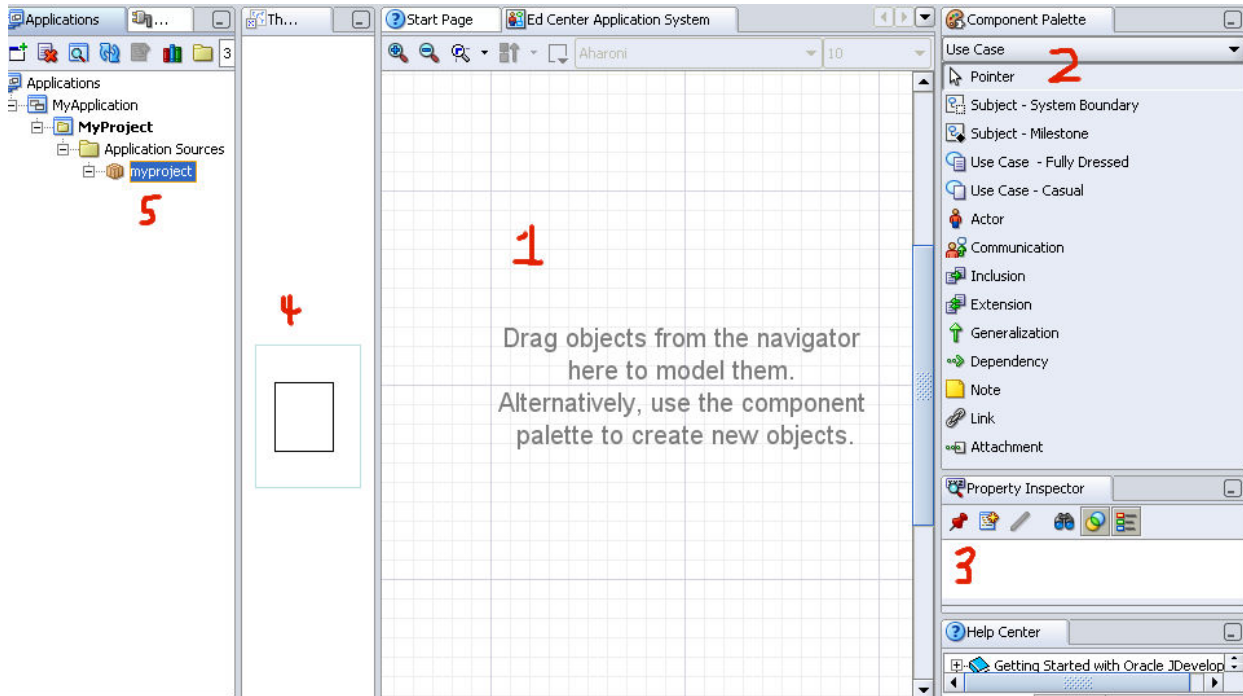 Applications
...
Th...
Start Page
Ed Center Application System
Component Palette
3
Aharoni
10
Use Case
2
Applications
MyApplication
MyProject
Application Sources
myproject
5
4
1
Drag objects from the navigator
here to model them.
Alternatively, use the component
palette to create new objects.
Pointer
Subject - System Boundary
Subject - Milestone
Use Case - Fully Dressed
Use Case - Casual
Actor
Communication
Inclusion
Extension
Generalization
Dependency
Note
Link
Attachment
Property Inspector
3
Help Center
Getting Started with Oracle JDevelop